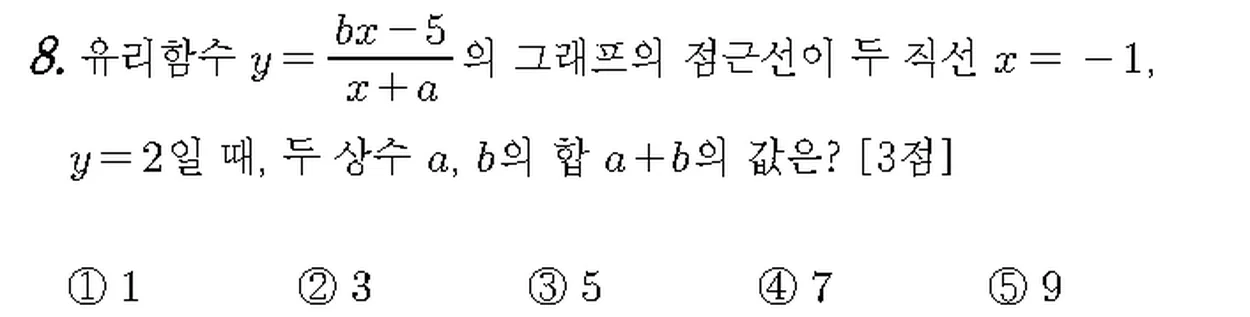 8. 유리함수 y = \frac{bx-5}{x+a} 의 그래프의 점근선이 두 직선 x = -1,
y=2일 때, 두 상수 a, b의 합 a+b의 값은? [3점]
① 1 ② 3 ③ 5 ④ 7 ⑤ 9